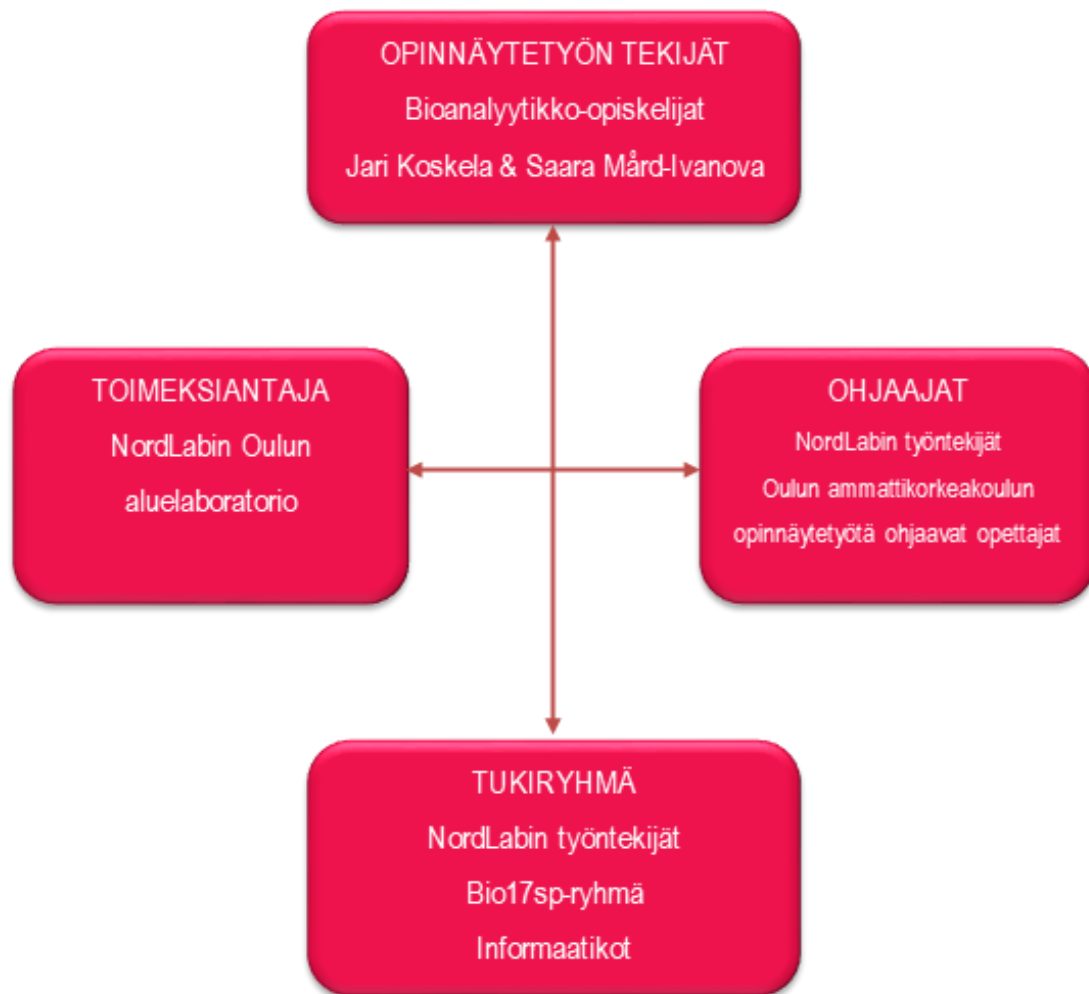 OPINNÄYTETYÖN TEKIJÄT
Bioanalyytikko-opiskelijat
Jari Koskela & Saara Mård-Ivanova
TOIMEKSIANTAJA
NordLabin Oulun
aluelaboratorio
OHJAAJAT
NordLabin työntekijät
Oulun ammattikorkeakoulun
opinnäytetyötä ohjaavat opettajat
TUKIRYHMÄ
NordLabin työntekijät
Bio17sp-ryhmä
Informaatikot